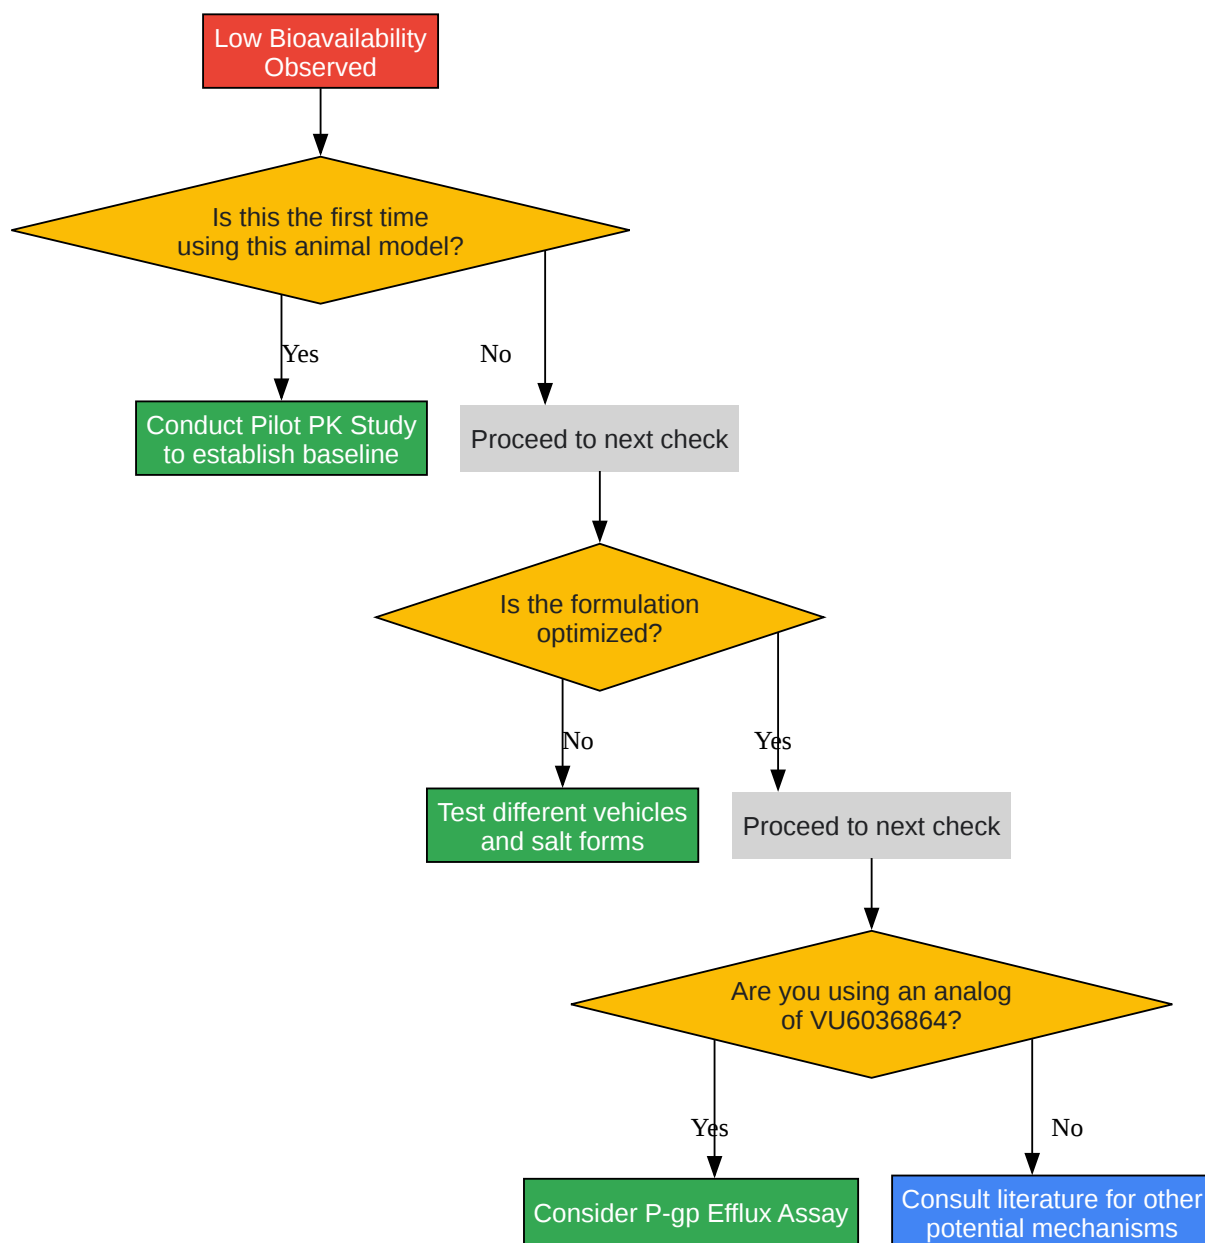 Low Bioavailability
Observed
Is this the first time
using this animal model?
Yes
No
Conduct Pilot PK Study
to establish baseline
Proceed to next check
Is the formulation
optimized?
No
Yes
Test different vehicles
and salt forms
Proceed to next check
Are you using an analog
of VU6036864?
Yes
No
Consider P-gp Efflux Assay
Consult literature for other
potential mechanisms